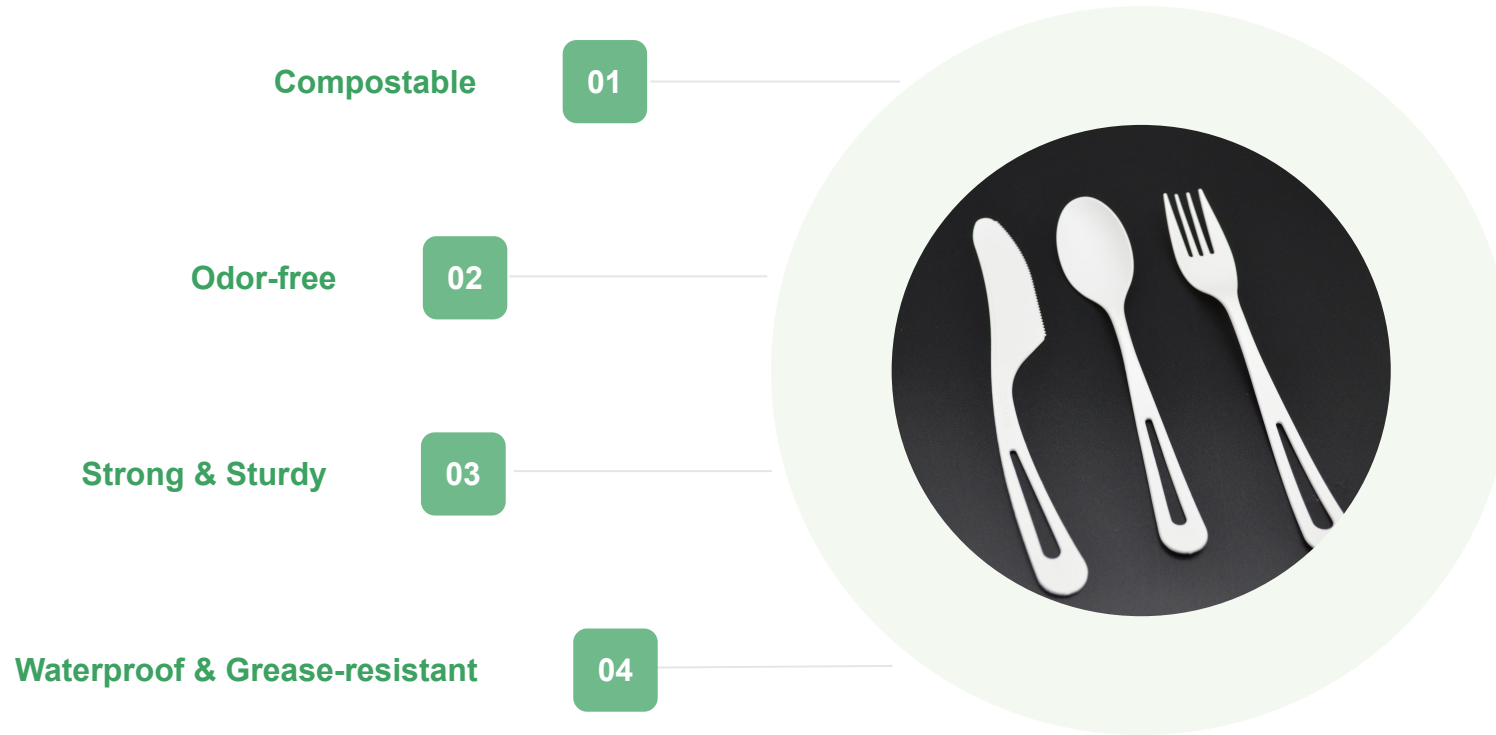 Compostable
01
Odor-free
02
Strong & Sturdy
03
Waterproof & Grease-resistant
04